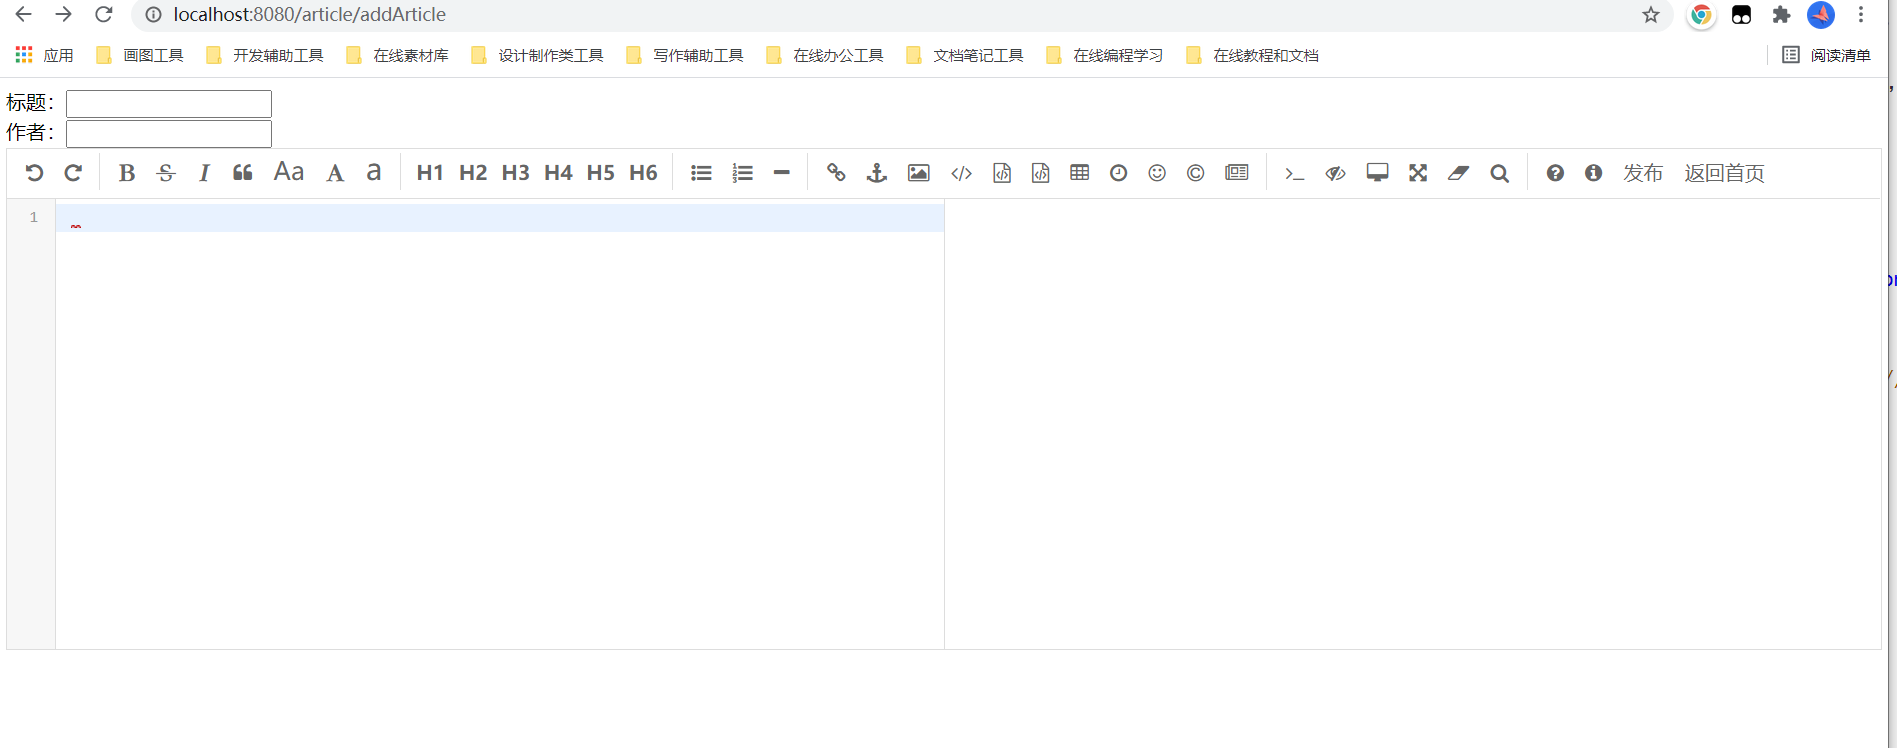 localhost:8080/article/addArticle
应用 画图工具 开发辅助工具 在线素材库 设计制作类工具 写作辅助工具 在线办公工具 文档笔记工具 在线编程学习 在线教程和文档 阅读清单
标题：
作者：
B S I Aa A a H1 H2 H3 H4 H5 H6 发布 返回首页
1